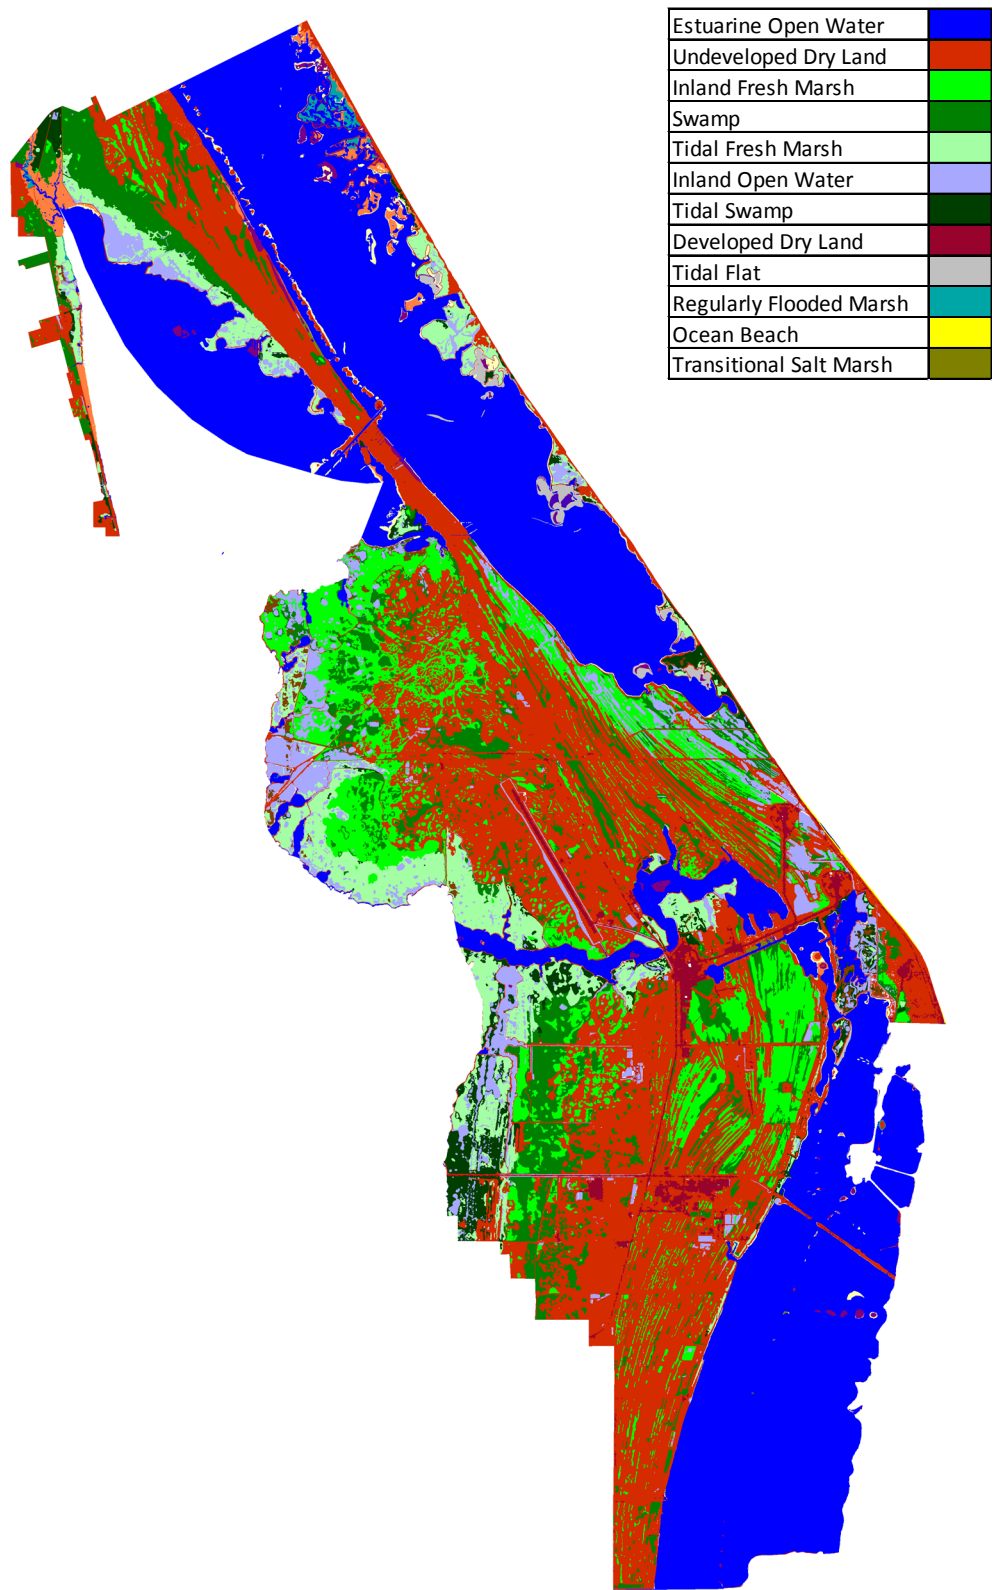 Estuarine Open Water
Undeveloped Dry Land
Inland Fresh Marsh
Swamp
Tidal Fresh Marsh
Inland Open Water
Tidal Swamp
Developed Dry Land
Tidal Flat
Regularly Flooded Marsh
Ocean Beach
Transitional Salt Marsh